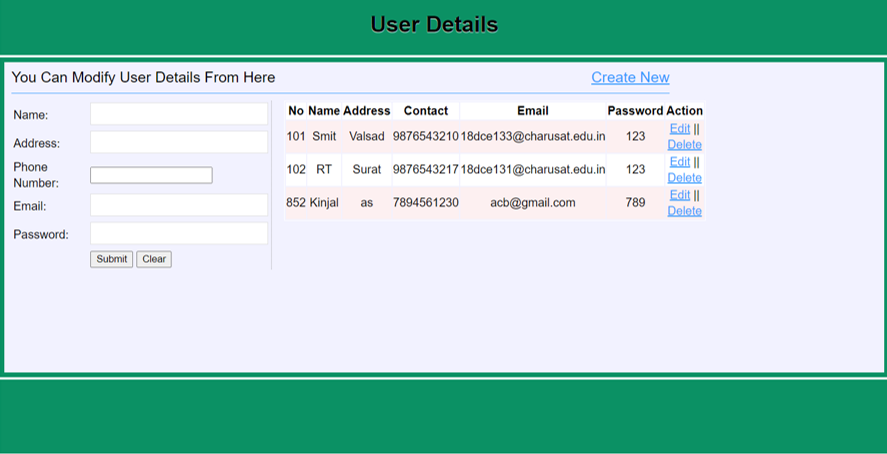 User Details
You Can Modify User Details From Here Create New
Name:
Address:
Phone
Number:
Email:
Password:
Submit Clear
No Name Address Contact Email Password Action
101 Smit Valsad 9876543210 18dce133@charusat.edu.in 123 Edit ||
Delete
102 RT Surat 9876543217 18dce131@charusat.edu.in 123 Edit ||
Delete
852 Kinjal as 7894561230 acb@gmail.com 789 Edit ||
Delete